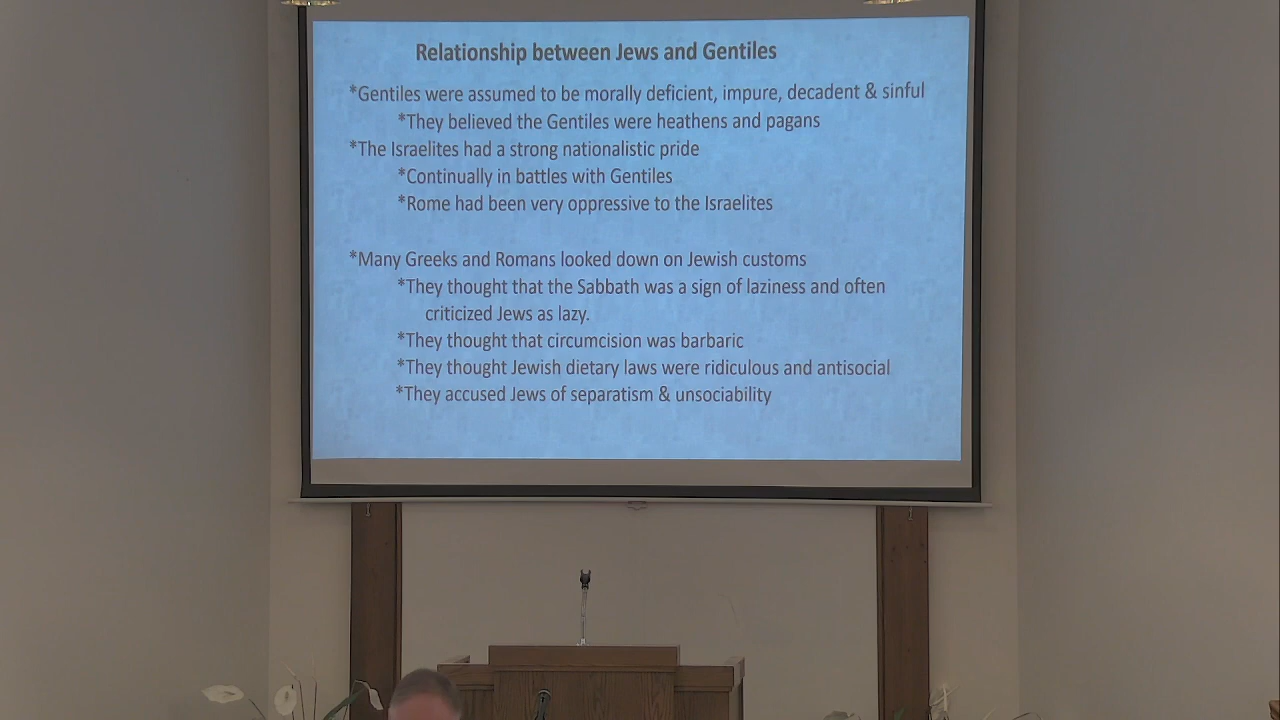 Relationship between Jews and Gentiles
*Gentiles were assumed to be morally deficient, impure, decadent & sinful
*They believed the Gentiles were heathens and pagans
*The Israelites had a strong nationalistic pride
*Continually in battles with Gentiles
*Rome had been very oppressive to the Israelites
*Many Greeks and Romans looked down on Jewish customs
*They thought that the Sabbath was a sign of laziness and often
criticized Jews as lazy.
*They thought that circumcision was barbaric
*They thought Jewish dietary laws were ridiculous and antisocial
*They accused Jews of separatism & unsociability